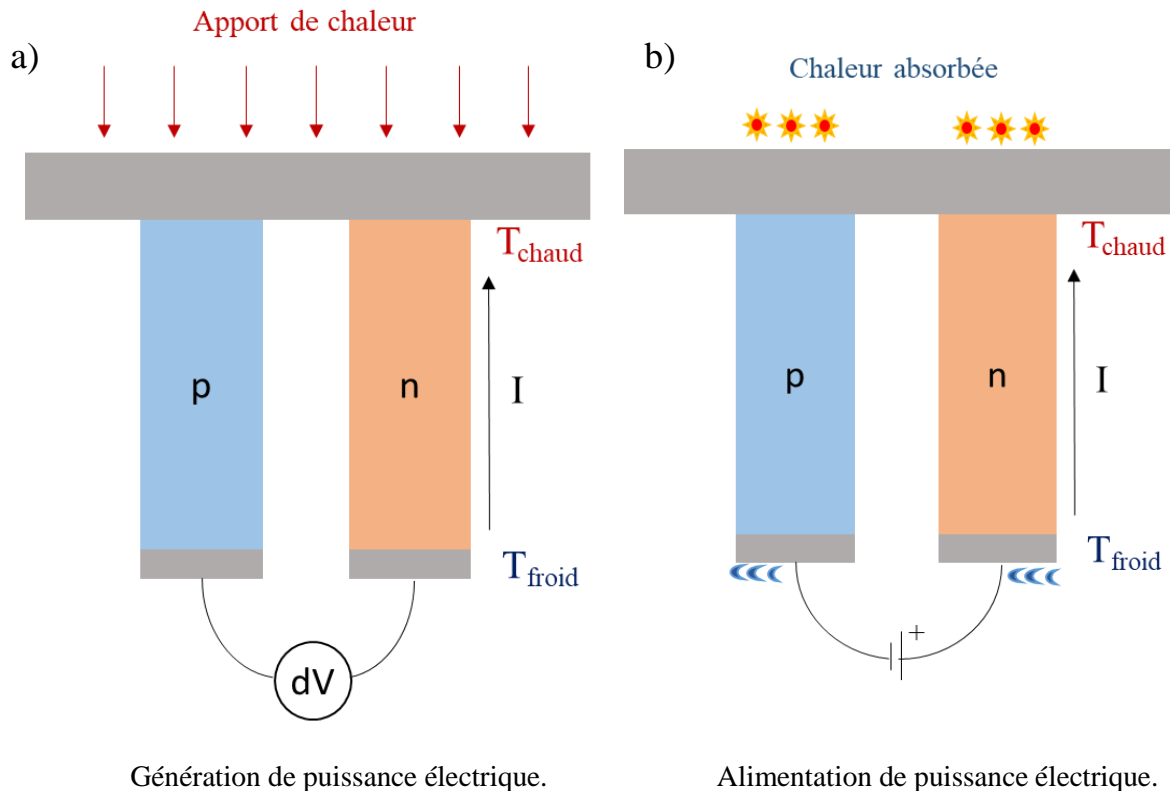 a)
Apport de chaleur
T_chaud
p
n
I
T_froid
dV
Génération de puissance électrique.
b)
Chaleur absorbée
T_chaud
p
n
I
T_froid
+
Alimentation de puissance électrique.